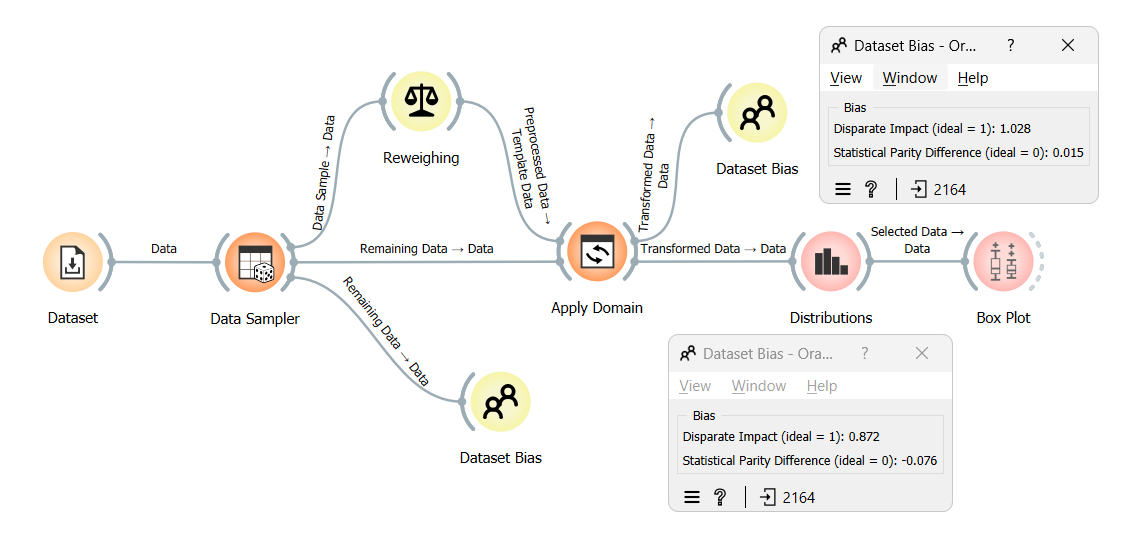 Dataset Bias - Or...
?
View Window Help
Bias
Disparate Impact (ideal = 1): 1.028
Statistical Parity Difference (ideal = 0): 0.015
? 2164
Reweighing
Dataset Bias
Data Sample → Data
Preprocessed Data →
Template Data
Transformed Data →
Data
Data
Remaining Data → Data
Transformed Data → Data
Selected Data →
Data
Dataset
Data Sampler
Apply Domain
Distributions
Box Plot
Remaining Data → Data
Dataset Bias
Dataset Bias - Ora...
?
View Window Help
Bias
Disparate Impact (ideal = 1): 0.872
Statistical Parity Difference (ideal = 0): -0.076
? 2164